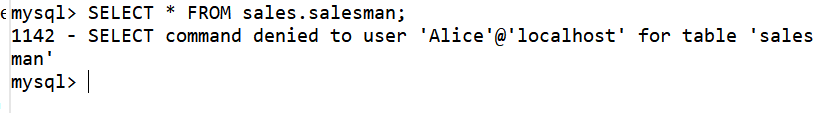 mysql> SELECT * FROM sales.salesman;
1142 - SELECT command denied to user 'Alice'@'localhost' for table 'sales
man'
mysql>